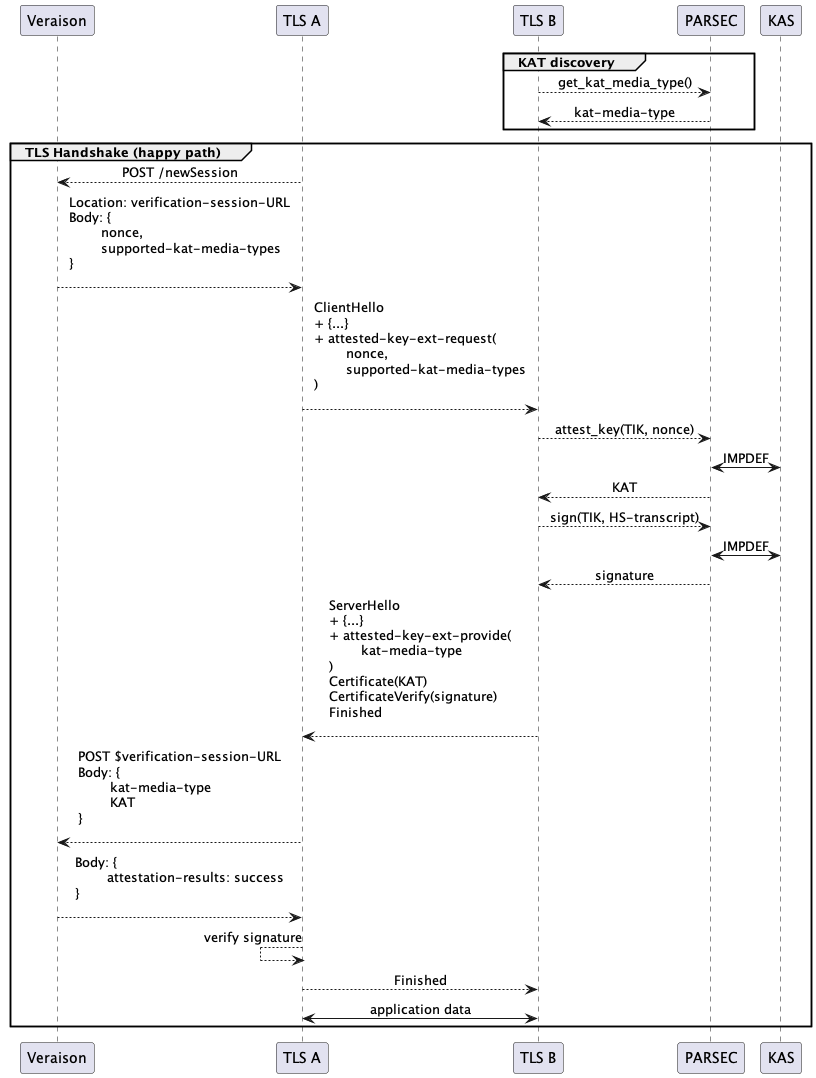 Veraison
TLS A
TLS B
PARSEC
KAS
KAT discovery
get_kat_media_type()
kat-media-type
TLS Handshake (happy path)
POST /newSession
Location: verification-session-URL
Body: {
nonce,
supported-kat-media-types
}
ClientHello
+ {...}
+ attested-key-ext-request(
nonce,
supported-kat-media-types
)
attest_key(TIK, nonce)
IMPDEF
KAT
sign(TIK, HS-transcript)
IMPDEF
signature
ServerHello
+ {...}
+ attested-key-ext-provide(
kat-media-type
)
Certificate(KAT)
CertificateVerify(signature)
Finished
POST $verification-session-URL
Body: {
kat-media-type
KAT
}
Body: {
attestation-results: success
}
verify signature
Finished
application data
Veraison
TLS A
TLS B
PARSEC
KAS